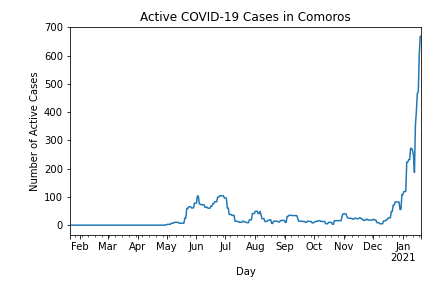 Active COVID-19 Cases in Comoros
700
600
500
400
300
200
100
0
Number of Active Cases
Feb Mar Apr May Jun Jul Aug Sep Oct Nov Dec Jan
2021
Day